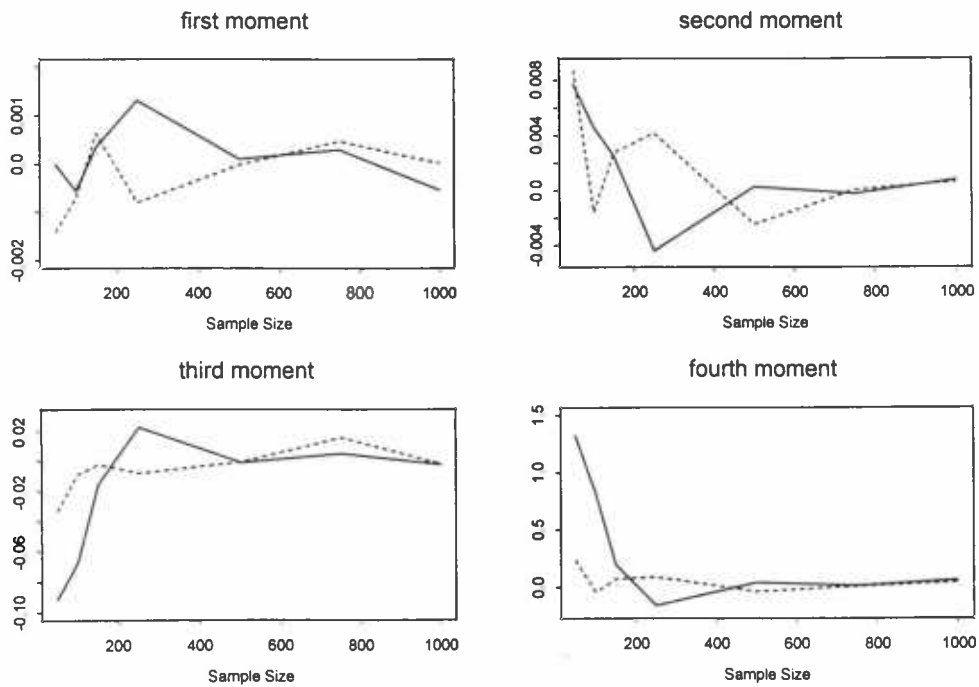 first moment
second moment
0.001
0.0
-0.002
200 400 600 800 1000
Sample Size
0.008
0.004
0.0
-0.004
200 400 600 800 1000
Sample Size
third moment
fourth moment
0.02
-0.02
-0.06
-0.10
200 400 600 800 1000
Sample Size
1.5
1.0
0.5
0.0
200 400 600 800 1000
Sample Size